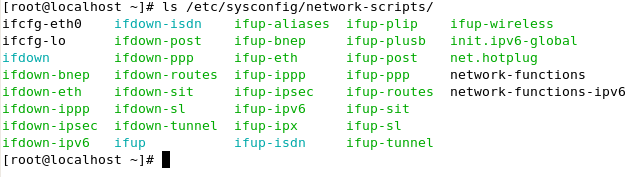 [root@localhost ~]# ls /etc/sysconfig/network-scripts/
ifcfg-eth0 ifdown-isdn ifup-aliases ifup-plip ifup-wireless
ifcfg-lo ifdown-post ifup-bnep ifup-plusb init.ipv6-global
ifdown ifdown-ppp ifup-eth ifup-post net.hotplug
ifdown-bnep ifdown-routes ifup-ippp ifup-ppp network-functions
ifdown-eth ifdown-sit ifup-ipsec ifup-routes network-functions-ipv6
ifdown-ippp ifdown-sl ifup-ipv6 ifup-sit
ifdown-ipsec ifdown-tunnel ifup-ipx ifup-sl
ifdown-ipv6 ifup ifup-isdn ifup-tunnel
[root@localhost ~]#